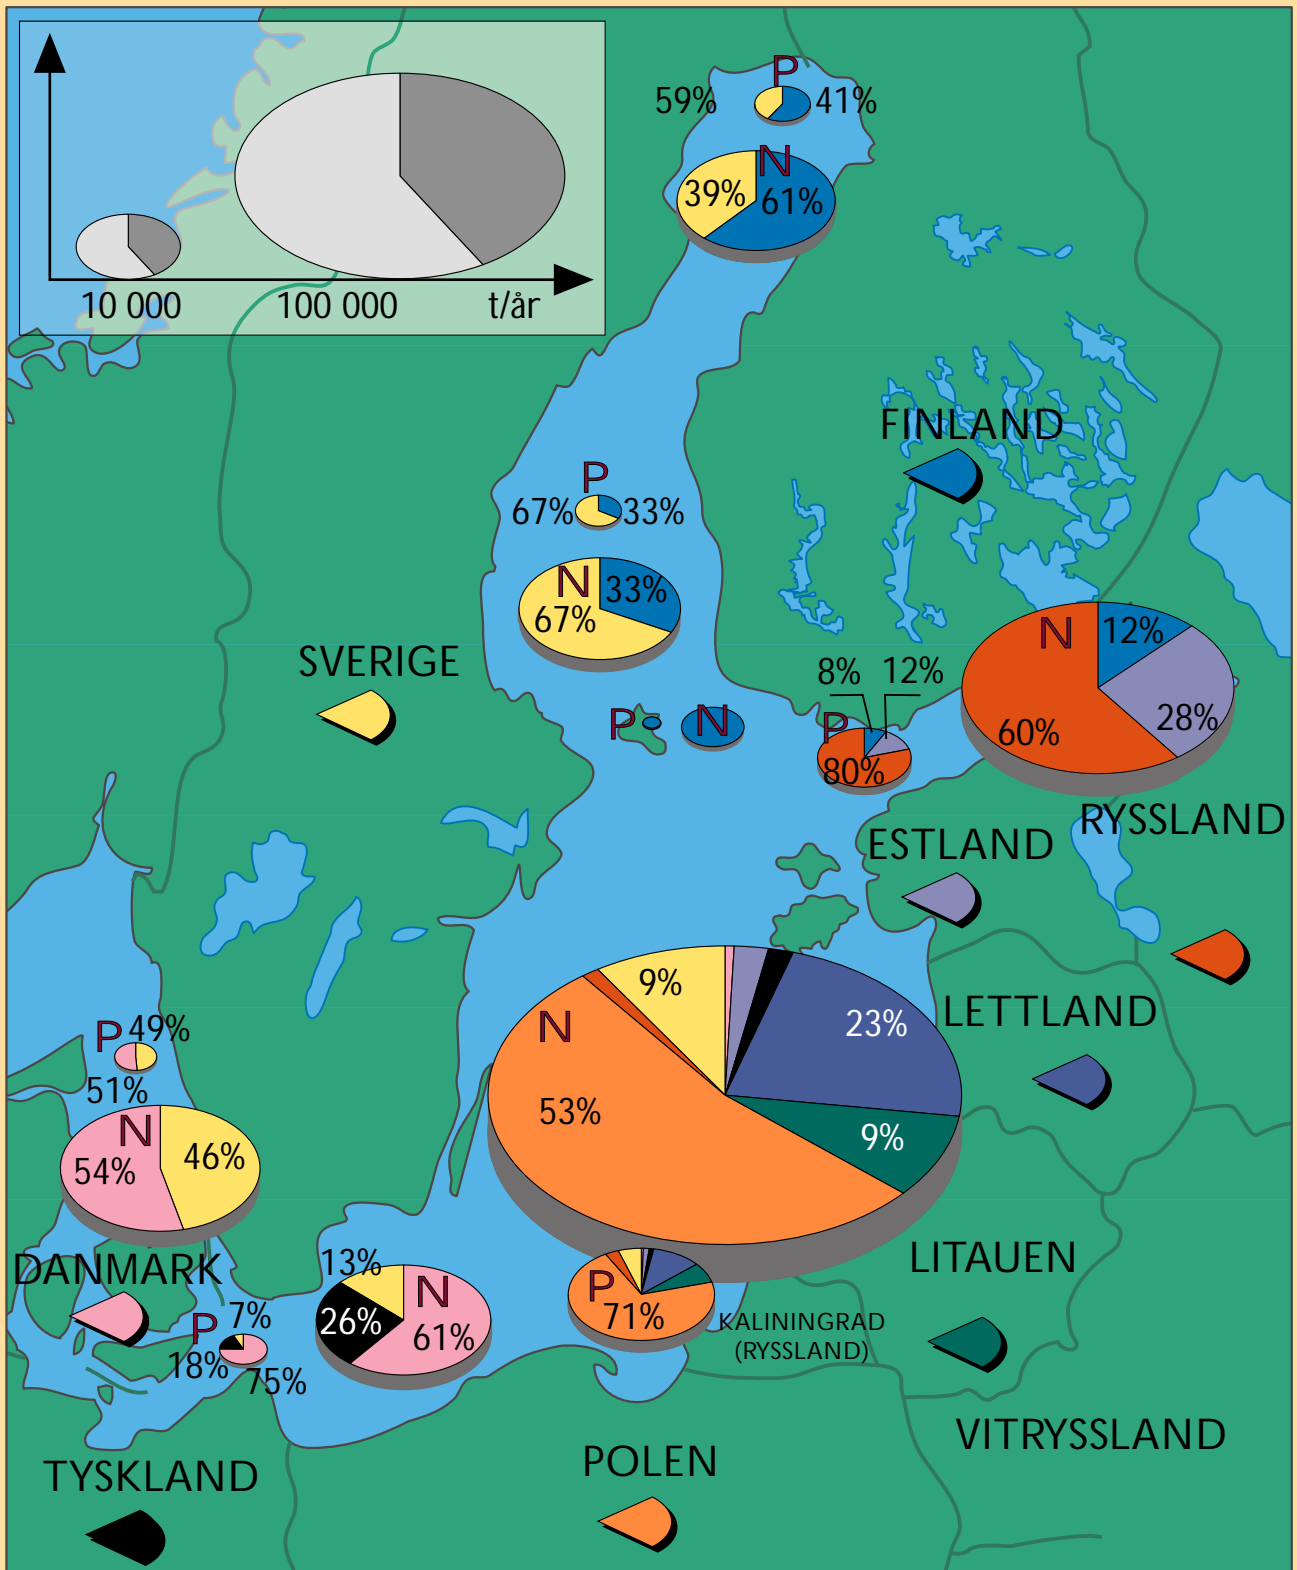 10 000
100 000
t/år
P
59%
41%
N
39%
61%
FINLAND
P
67%
33%
N
33%
67%
SVERIGE
N
12%
28%
60%
8%
12%
P
80%
P
N
RYSSLAND
ESTLAND
LETTLAND
N
9%
23%
53%
9%
P
49%
51%
N
54%
46%
DANMARK
LITAUEN
13%
N
26%
61%
P
7%
18%
75%
P
71%
KALININGRAD
(RYSSLAND)
VITRYSSLAND
TYSKLAND
POLEN